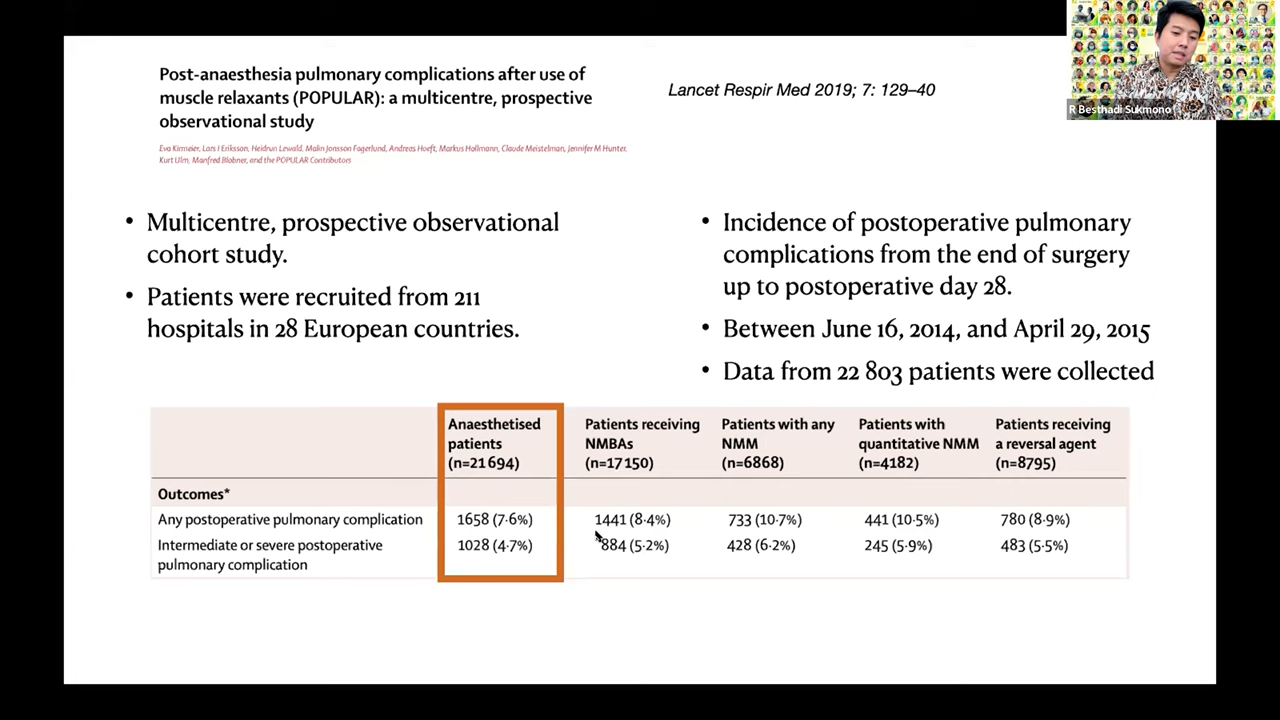 Post-anaesthesia pulmonary complications after use of
muscle relaxants (POPULAR): a multicentre, prospective
observational study
Eva Kirmeier, Lars I Eriksson, Heidrun Lewald, Malin Jonsson Fagerlund, Andreas Hoeft, Markus Hollmann, Claude Meistelman, Jennifer M Hunter,
Kurt Ulm, Manfred Blobner, and the POPULAR Contributors
Lancet Respir Med 2019; 7: 129–40
R Besthadi Sukmono
• Multicentre, prospective observational
cohort study.
• Patients were recruited from 211
hospitals in 28 European countries.
• Incidence of postoperative pulmonary
complications from the end of surgery
up to postoperative day 28.
• Between June 16, 2014, and April 29, 2015
• Data from 22 803 patients were collected
Anaesthetised patients (n=21 694) Patients receiving NMBAs (n=17 150) Patients with any NMM (n=6868) Patients with quantitative NMM (n=4182) Patients receiving a reversal agent (n=8795)
Outcomes*
Any postoperative pulmonary complication 1658 (7·6%) 1441 (8·4%) 733 (10·7%) 441 (10·5%) 780 (8·9%)
Intermediate or severe postoperative 1028 (4·7%) 884 (5·2%) 428 (6·2%) 245 (5·9%) 483 (5·5%)
pulmonary complication